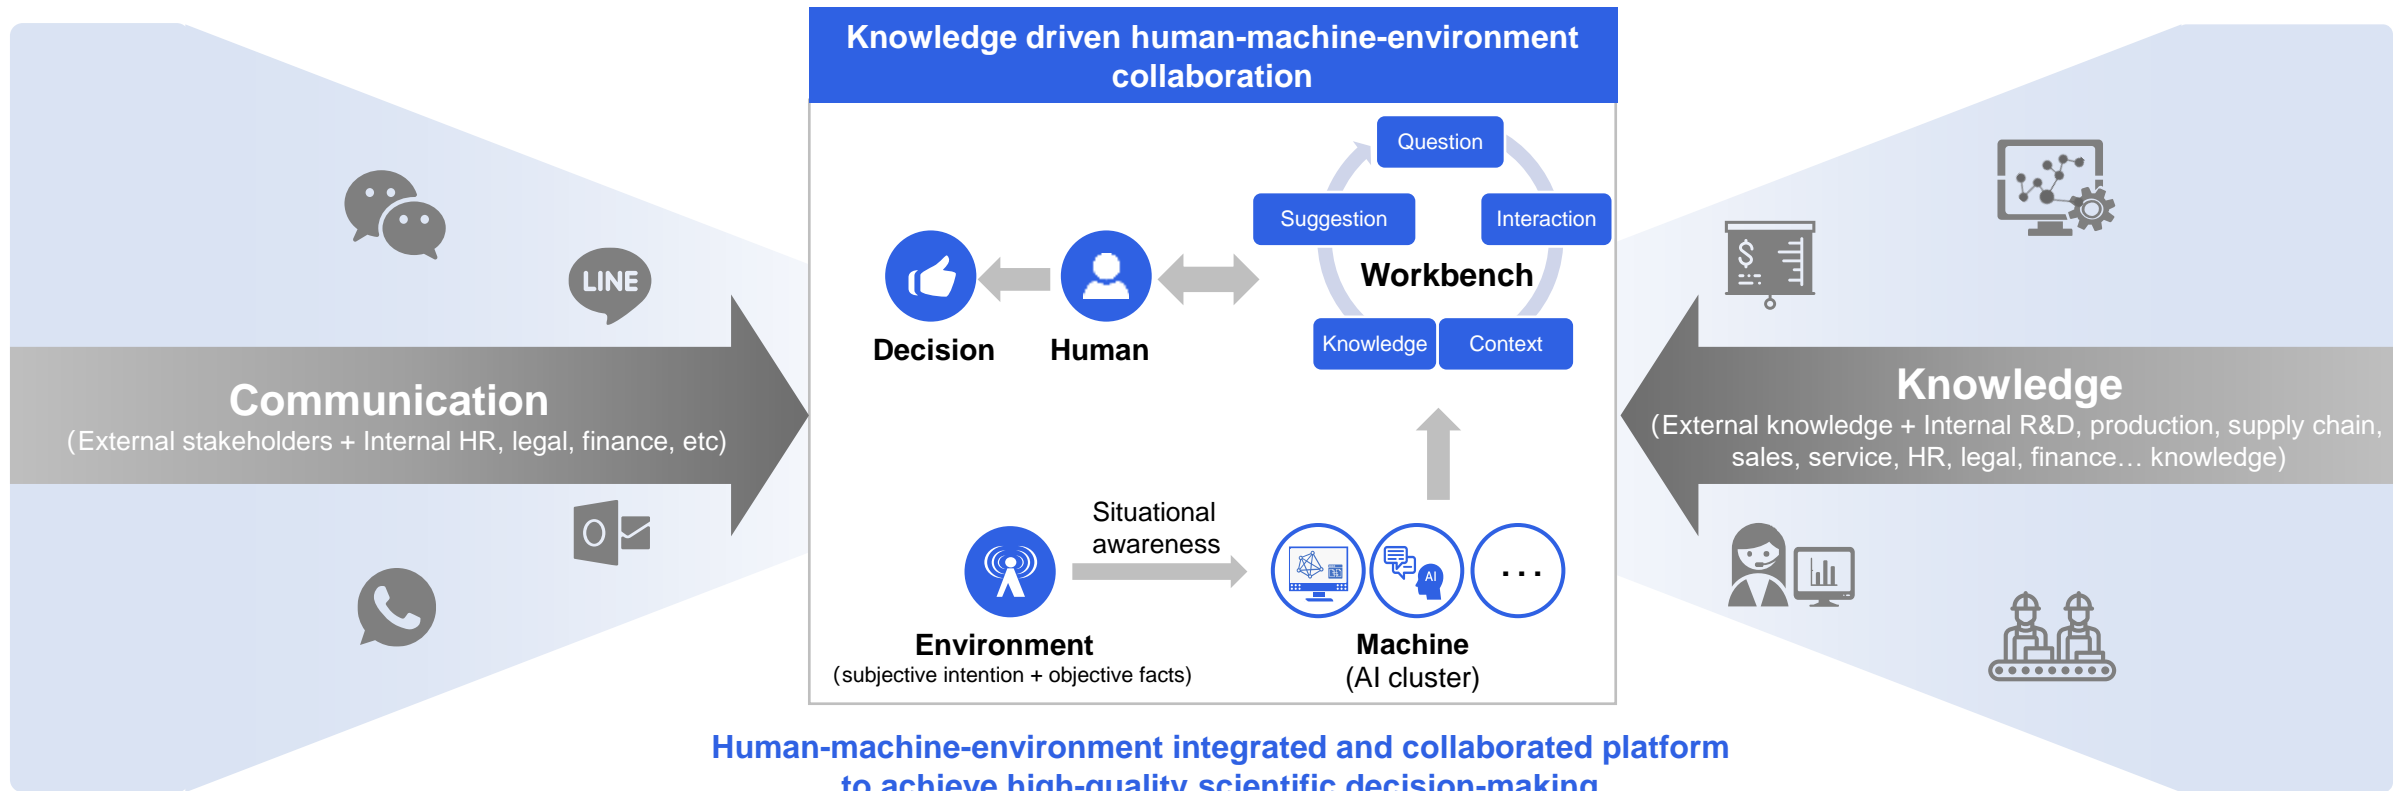 Knowledge driven human-machine-environment
collaboration
Question
Suggestion
Interaction
Workbench
Knowledge
Context
Decision
Human
LINE
Communication
(External stakeholders + Internal HR, legal, finance, etc)
$
Knowledge
(External knowledge + Internal R&D, production, supply chain,
sales, service, HR, legal, finance… knowledge)
O
Situational
awareness
AI
...
Environment
(subjective intention + objective facts)
Machine
(AI cluster)
Human-machine-environment integrated and collaborated platform
to achieve high-quality scientific decision-making